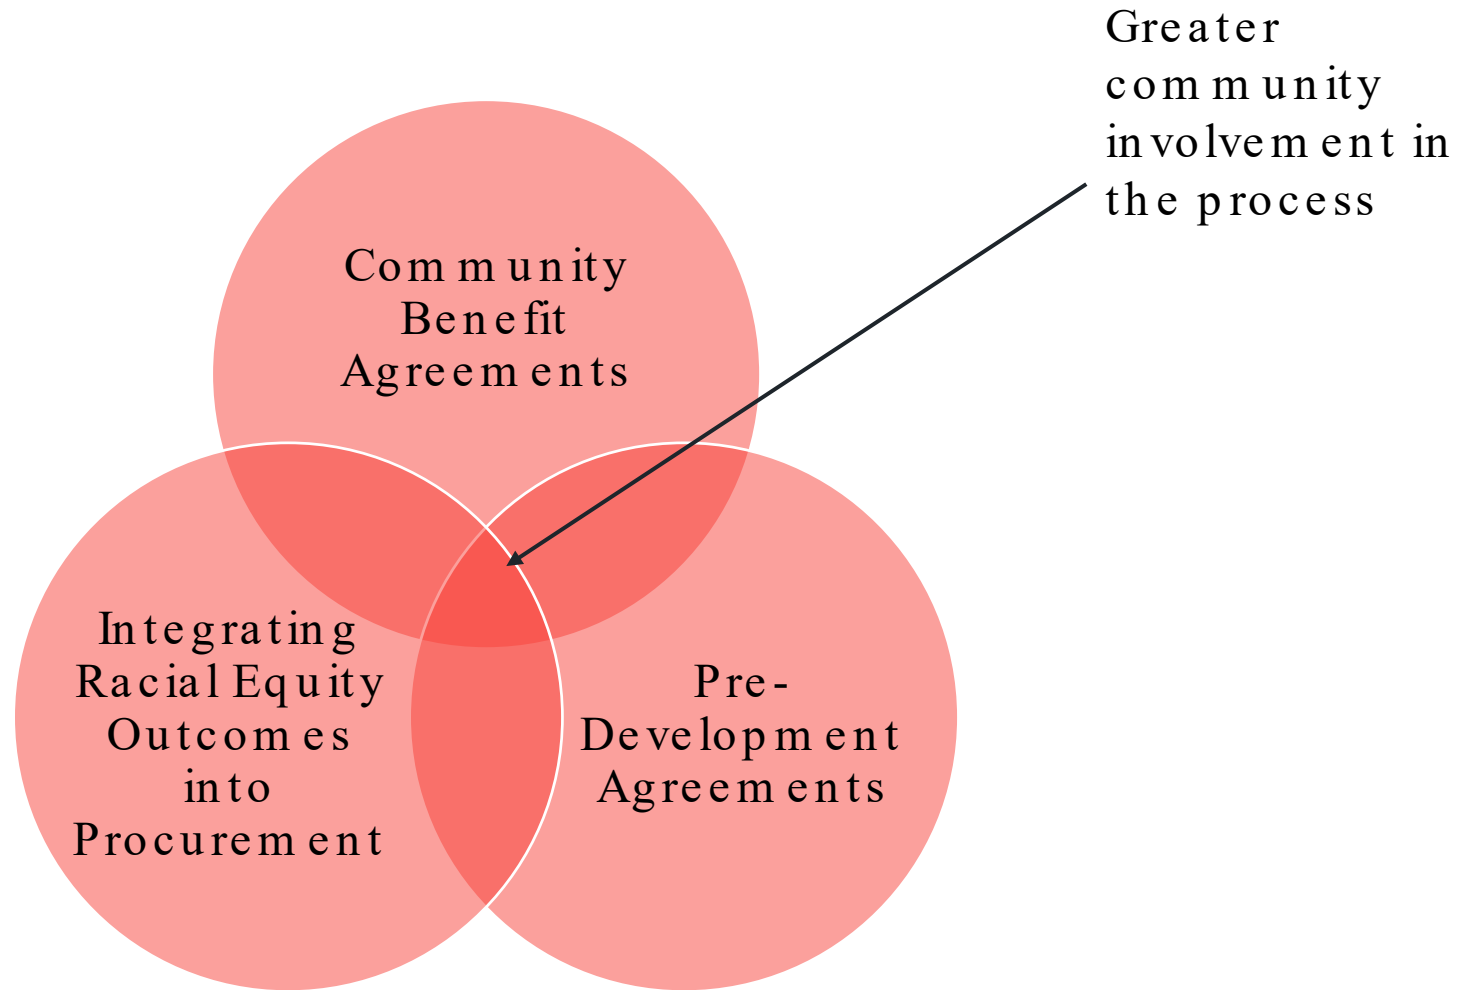 Greater
community
involvement in
the process
Community
Benefit
Agreements
Integrating
Racial Equity
Outcomes
into
Procurement
Pre-
Development
Agreements